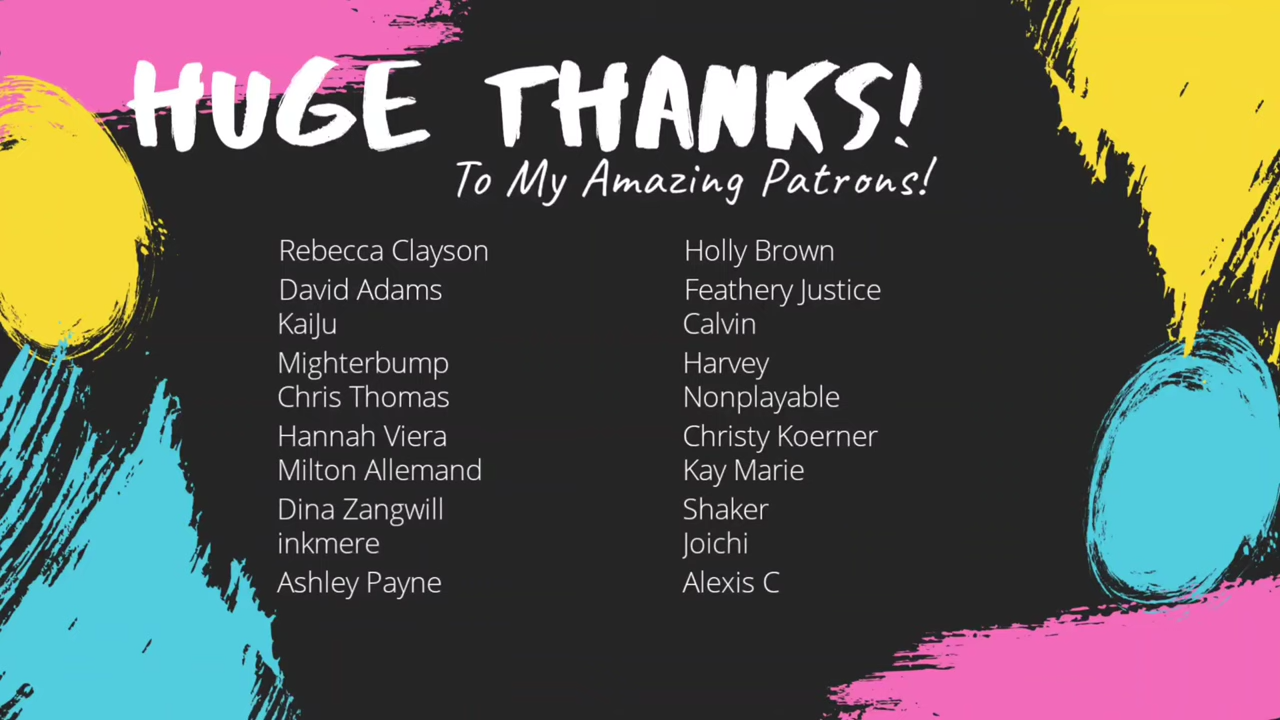 HUGE THANKS!
To My Amazing Patrons!
Rebecca Clayson
David Adams
KaiJu
Mighterbump
Chris Thomas
Hannah Viera
Milton Allemand
Dina Zangwill
inkmere
Ashley Payne
Holly Brown
Feathery Justice
Calvin
Harvey
Nonplayable
Christy Koerner
Kay Marie
Shaker
Joichi
Alexis C